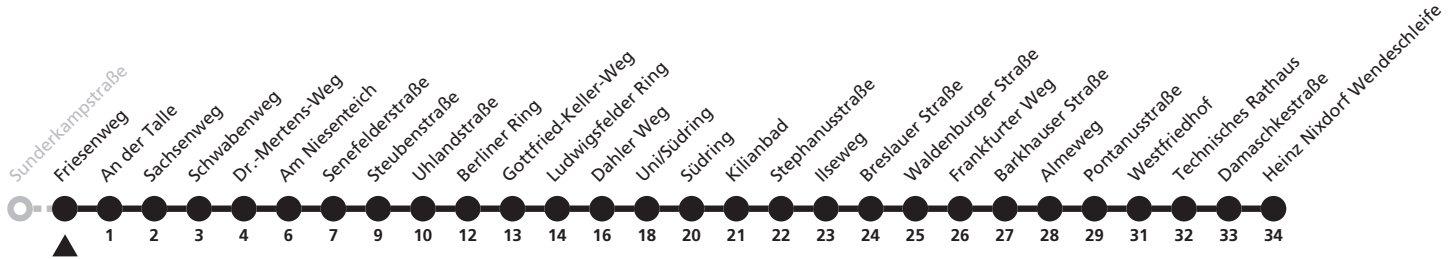 Sunderkampstraße
Friesenweg
An der Talle
Sachsenweg
Schwabenweg
Dr.-Mertens-Weg
Am Niesenteich
Senefelderstraße
Steubenstraße
Uhlandstraße
Berliner Ring
Gottfried-Keller-Weg
Ludwigsfelder Ring
Dahler Weg
Uni/Südring
Südring
Kilianbad
Stephanusstraße
Ilseweg
Breslauer Straße
Waldenburger Straße
Frankfurter Weg
Barkhauser Straße
Almeweg
Pontanusstraße
Westfriedhof
Technisches Rathaus
Damaschkestraße
Heinz Nixdorf Wendeschleife
1 2 3 4 6 7 9 10 12 13 14 16 18 20 21 22 23 24 25 26 27 28 29 31 32 33 34